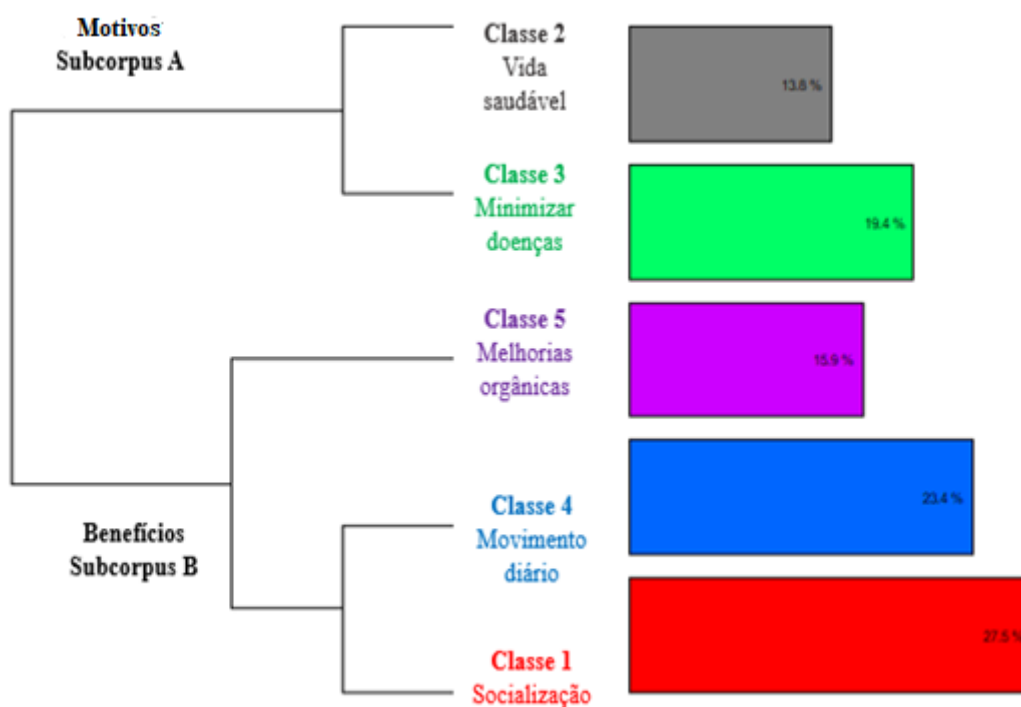 Motivos
Subcorpus A
Classe 2
Vida
saudável
13.8 %
Classe 3
Minimizar
doenças
19.4 %
Classe 5
Melhorias
orgânicas
15.9 %
Benefícios
Subcorpus B
Classe 4
Movimento
diário
23.4 %
Classe 1
Socialização
27.5 %